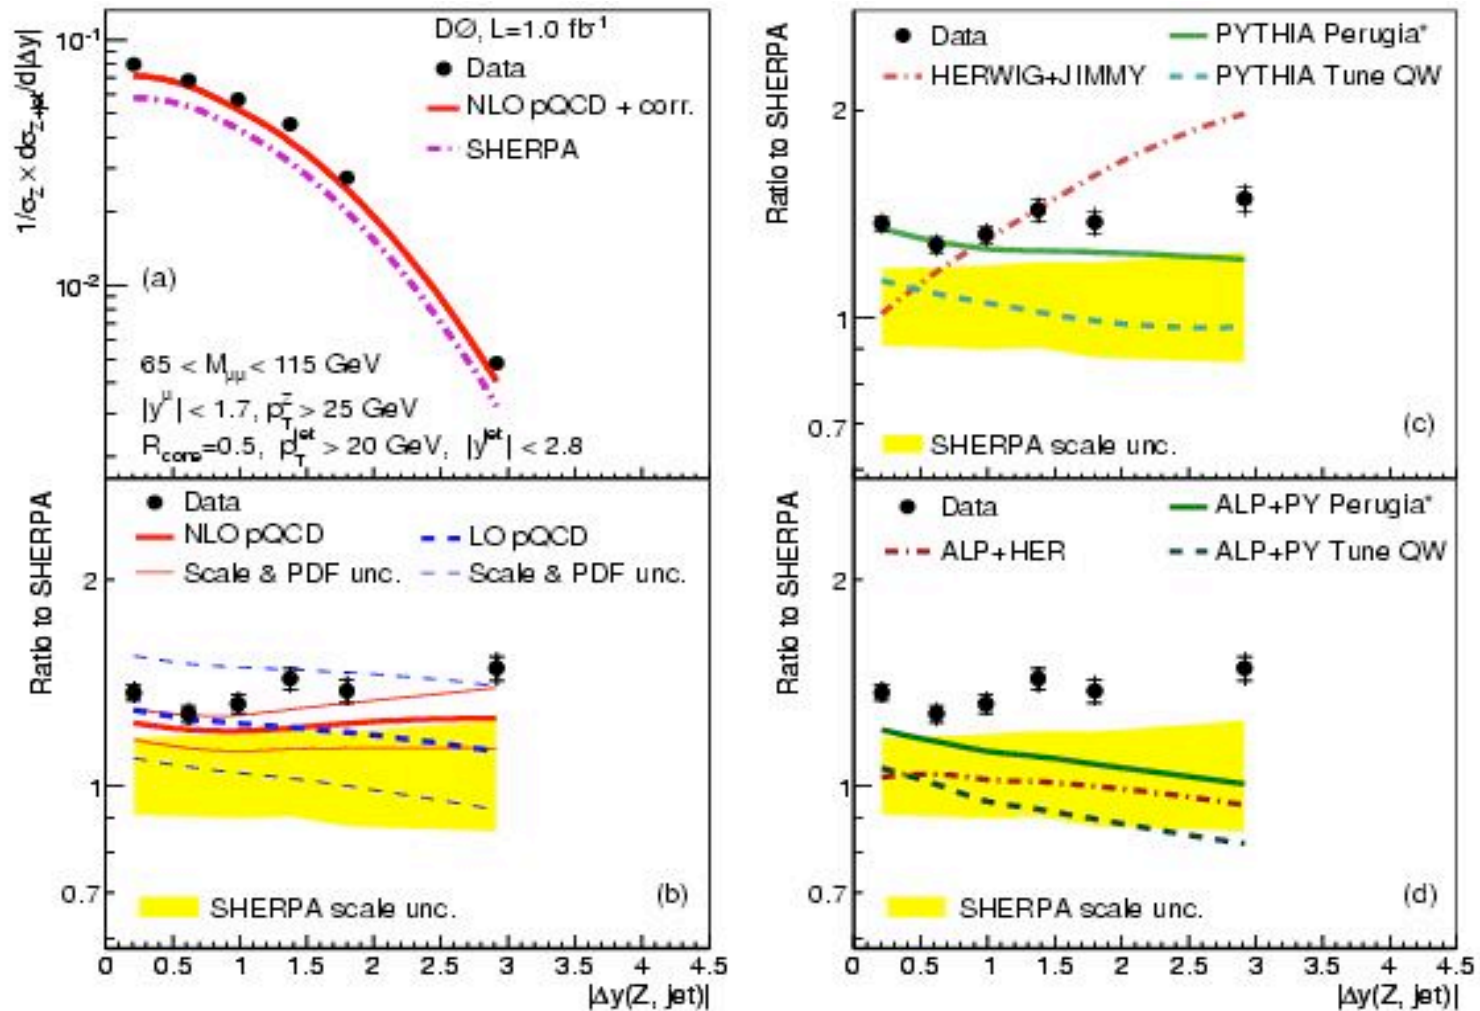 DØ, L=1.0 fb⁻¹
Data
NLO pQCD + corr.
SHERPA
1/σ_Z × dσ_Z+jet/d|Δy|
10⁻¹
10⁻²
(a)
65 < M_μμ < 115 GeV
|y^μ| < 1.7, p_T^Z > 25 GeV
R_cone=0.5, p_T^jet > 20 GeV, |y^jet| < 2.8
Data
HERWIG+JIMMY
PYTHIA Perugia*
PYTHIA Tune QW
Ratio to SHERPA
2
1
0.7
SHERPA scale unc.
(c)
Data
NLO pQCD
LO pQCD
Scale & PDF unc.
Scale & PDF unc.
Ratio to SHERPA
2
1
0.7
SHERPA scale unc.
(b)
0 0.5 1 1.5 2 2.5 3 3.5 4 4.5
|Δy(Z, jet)|
Data
ALP+HER
ALP+PY Perugia*
ALP+PY Tune QW
Ratio to SHERPA
2
1
0.7
SHERPA scale unc.
(d)
0 0.5 1 1.5 2 2.5 3 3.5 4 4.5
|Δy(Z, jet)|